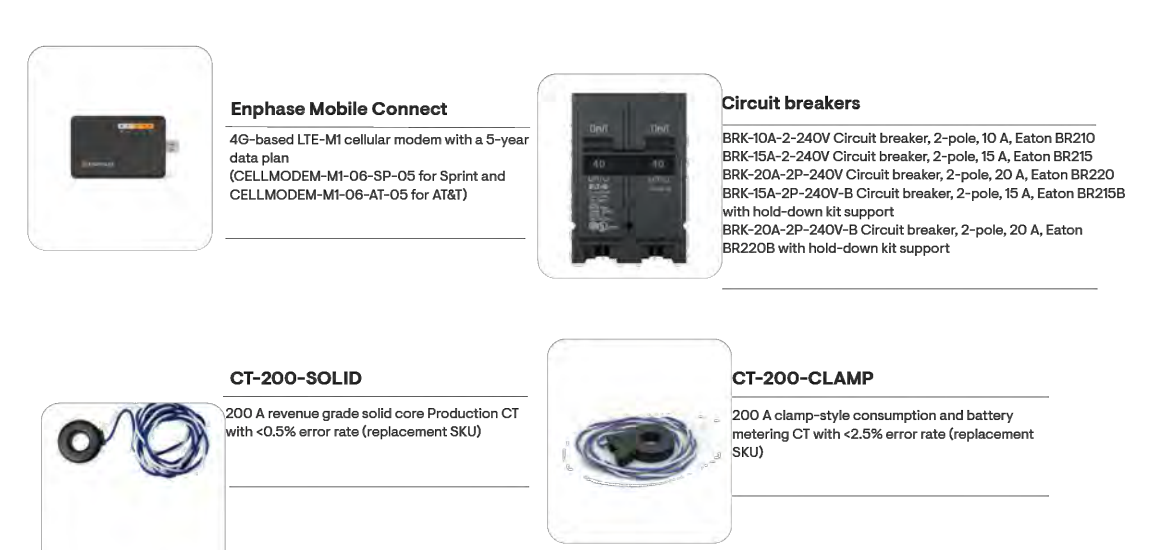 Enphase Mobile Connect
4G-based LTE-M1 cellular modem with a 5-year
data plan
(CELLMODEM-M1-06-SP-05 for Sprint and
CELLMODEM-M1-06-AT-05 for AT&T)
Circuit breakers
BRK-10A-2-240V Circuit breaker, 2-pole, 10 A, Eaton BR210
BRK-15A-2-240V Circuit breaker, 2-pole, 15 A, Eaton BR215
BRK-20A-2P-240V Circuit breaker, 2-pole, 20 A, Eaton BR220
BRK-15A-2P-240V-B Circuit breaker, 2-pole, 15 A, Eaton BR215B
with hold-down kit support
BRK-20A-2P-240V-B Circuit breaker, 2-pole, 20 A, Eaton
BR220B with hold-down kit support
40 40
CT-200-SOLID
200 A revenue grade solid core Production CT
with <0.5% error rate (replacement SKU)
CT-200-CLAMP
200 A clamp-style consumption and battery
metering CT with <2.5% error rate (replacement
SKU)